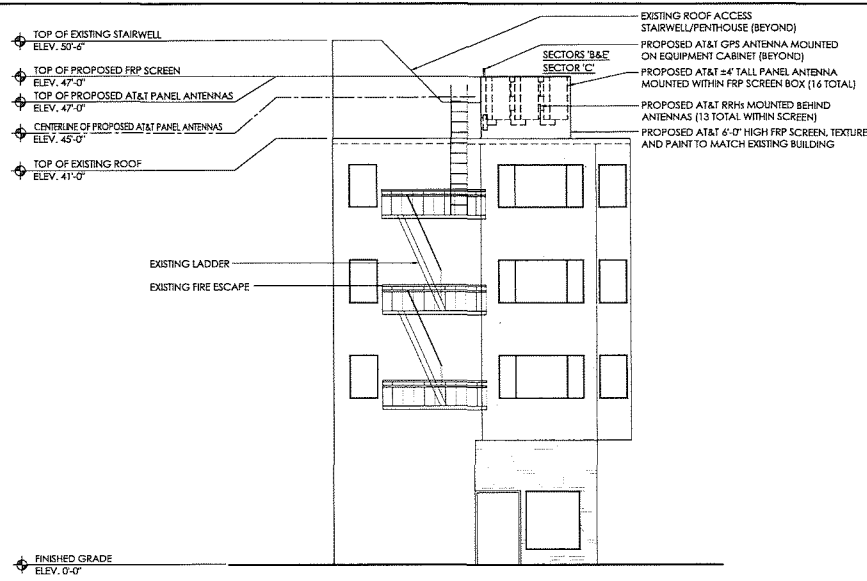 TOP OF EXISTING STAIRWELL
ELEV. 50'-6"
TOP OF PROPOSED FRP SCREEN
ELEV. 47'-0"
TOP OF PROPOSED AT&T PANEL ANTENNAS
ELEV. 47'-0"
CENTERLINE OF PROPOSED AT&T PANEL ANTENNAS
ELEV. 45'-0"
TOP OF EXISTING ROOF
ELEV. 41'-0"
EXISTING LADDER
EXISTING FIRE ESCAPE
FINISHED GRADE
ELEV. 0'-0"
SECTORS 'B&E'
SECTOR 'C'
EXISTING ROOF ACCESS
STAIRWELL/PENTHOUSE (BEYOND)
PROPOSED AT&T GPS ANTENNA MOUNTED
ON EQUIPMENT CABINET (BEYOND)
PROPOSED AT&T ±4' TALL PANEL ANTENNA
MOUNTED WITHIN FRP SCREEN BOX (16 TOTAL)
PROPOSED AT&T RRHs MOUNTED BEHIND
ANTENNAS (13 TOTAL WITHIN SCREEN)
PROPOSED AT&T 6'-0" HIGH FRP SCREEN, TEXTURE
AND PAINT TO MATCH EXISTING BUILDING